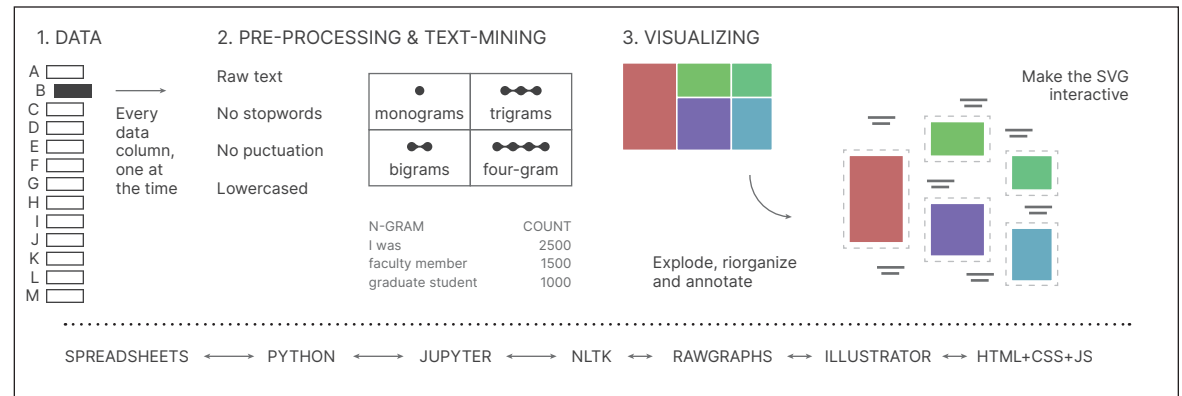 1. DATA
A
B
C
D
E
F
G
H
I
J
K
L
M
Every
data
column,
one at
the time
2. PRE-PROCESSING & TEXT-MINING
Raw text
No stopwords
No puctuation
Lowercased
monograms
trigrams
bigrams
four-gram
N-GRAM COUNT
I was 2500
faculty member 1500
graduate student 1000
3. VISUALIZING
Explode, riorganize
and annotate
Make the SVG
interactive
SPREADSHEETS PYTHON JUPYTER NLTK RAWGRAPHS ILLUSTRATOR HTML+CSS+JS